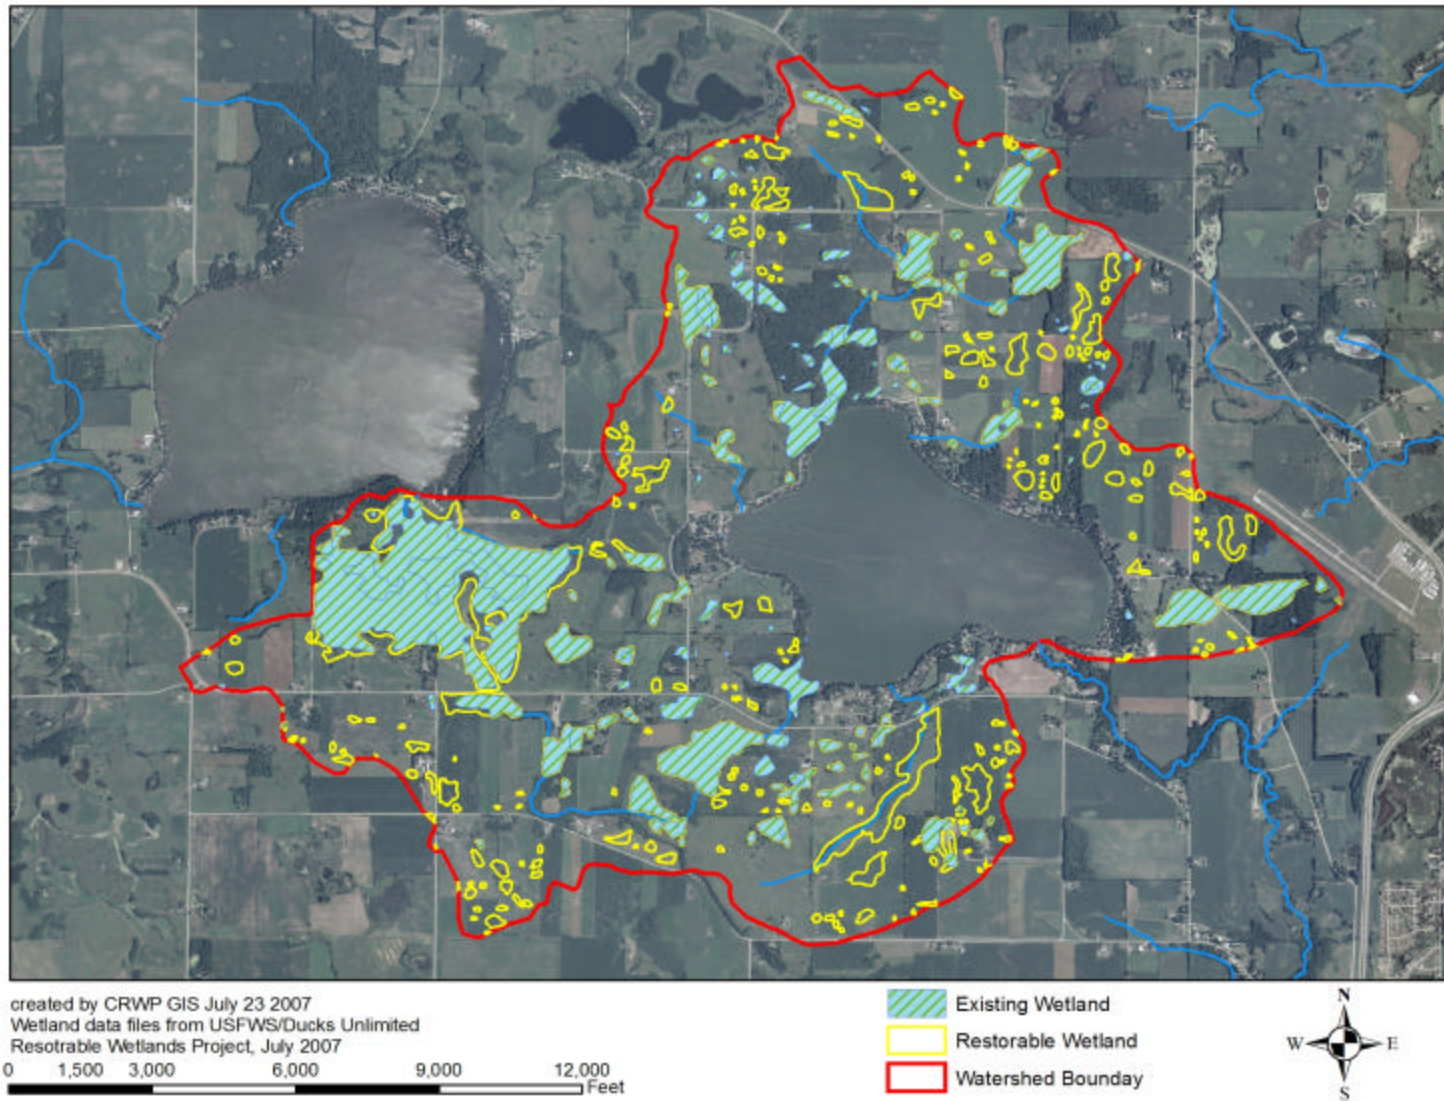 created by CRWP GIS July 23 2007
Wetland data files from USFWS/Ducks Unlimited
Resotrable Wetlands Project, July 2007
0 1,500 3,000 6,000 9,000 12,000
Feet
Existing Wetland
Restorable Wetland
Watershed Bounday
N
W E
S